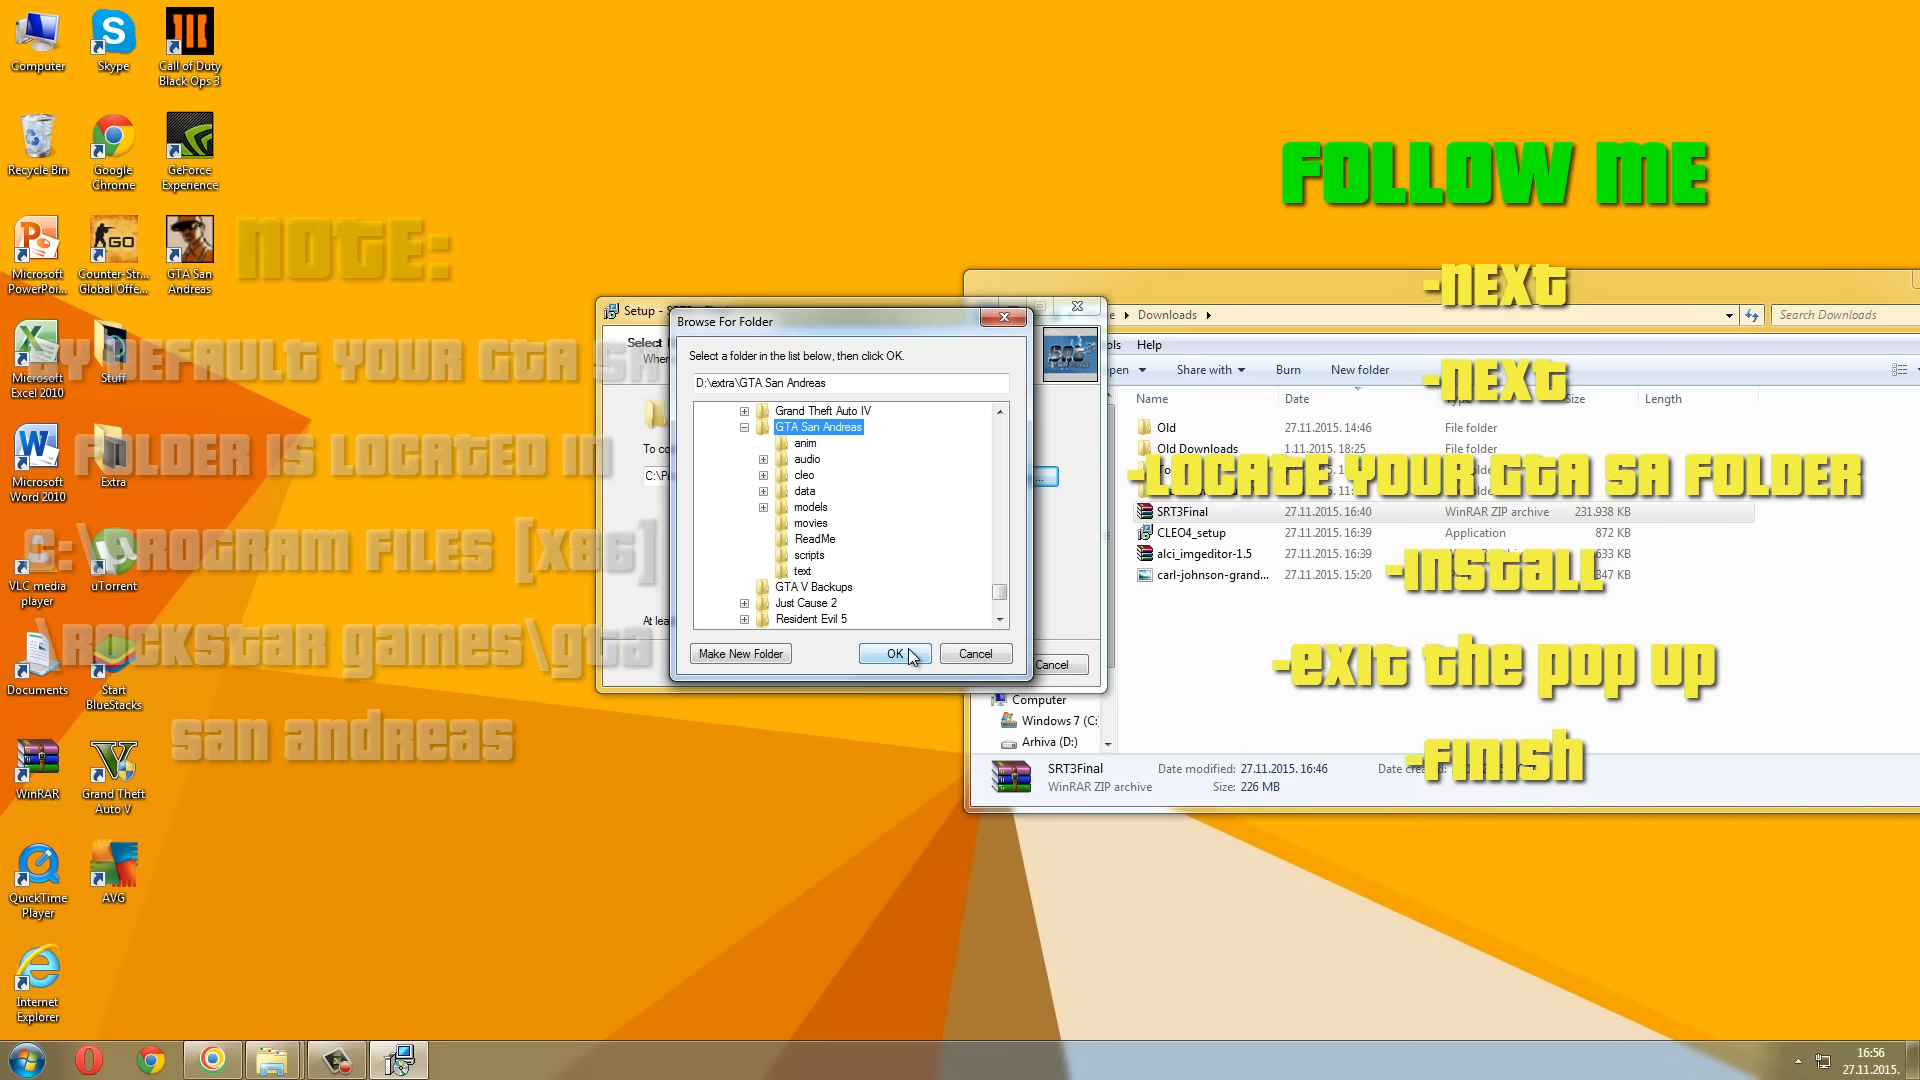 Computer
Skype
Call of Duty
Black Ops 3
Recycle Bin
Google
Chrome
GeForce
Experience
Microsoft
PowerPoi...
Counter-Str...
Global Offe...
GTA San
Andreas
Microsoft
Excel 2010
Stuff
Microsoft
Word 2010
Extra
VLC media
player
uTorrent
Documents
Start
BlueStacks
WinRAR
Grand Theft
Auto V
QuickTime
Player
AVG
Internet
Explorer
NOTE:
BY DEFAULT YOUR GTA SA
FOLDER IS LOCATED IN
C:\PROGRAM FILES [X86]
\ROCKSTAR GAMES\GTA
SAN ANDREAS
Setup -
Select
To co
C:\P
At lea
Cancel
Browse For Folder
Select a folder in the list below, then click OK.
D:\extra\GTA San Andreas
Grand Theft Auto IV
GTA San Andreas
anim
audio
cleo
data
models
movies
ReadMe
scripts
text
GTA V Backups
Just Cause 2
Resident Evil 5
Make New Folder
OK
Cancel
FOLLOW ME
-NEXT
-NEXT
-LOCATE YOUR GTA SA FOLDER
-INSTALL
-EXIT THE POP UP
-FINISH
Downloads
Search Downloads
Help
Share with
Burn
New folder
Name
Date
Type
Size
Length
Old
27.11.2015. 14:46
File folder
Old Downloads
1.11.2015. 18:25
File folder
SRT3Final
27.11.2015. 16:40
WinRAR ZIP archive
231.938 KB
CLEO4_setup
27.11.2015. 16:39
Application
872 KB
alci_imgeditor-1.5
27.11.2015. 16:39
633 KB
carl-johnson-grand...
27.11.2015. 15:20
347 KB
Computer
Windows 7 (C:
Arhiva (D:)
SRT3Final
Date modified: 27.11.2015. 16:46
WinRAR ZIP archive
Size: 226 MB
16:56
27.11.2015.